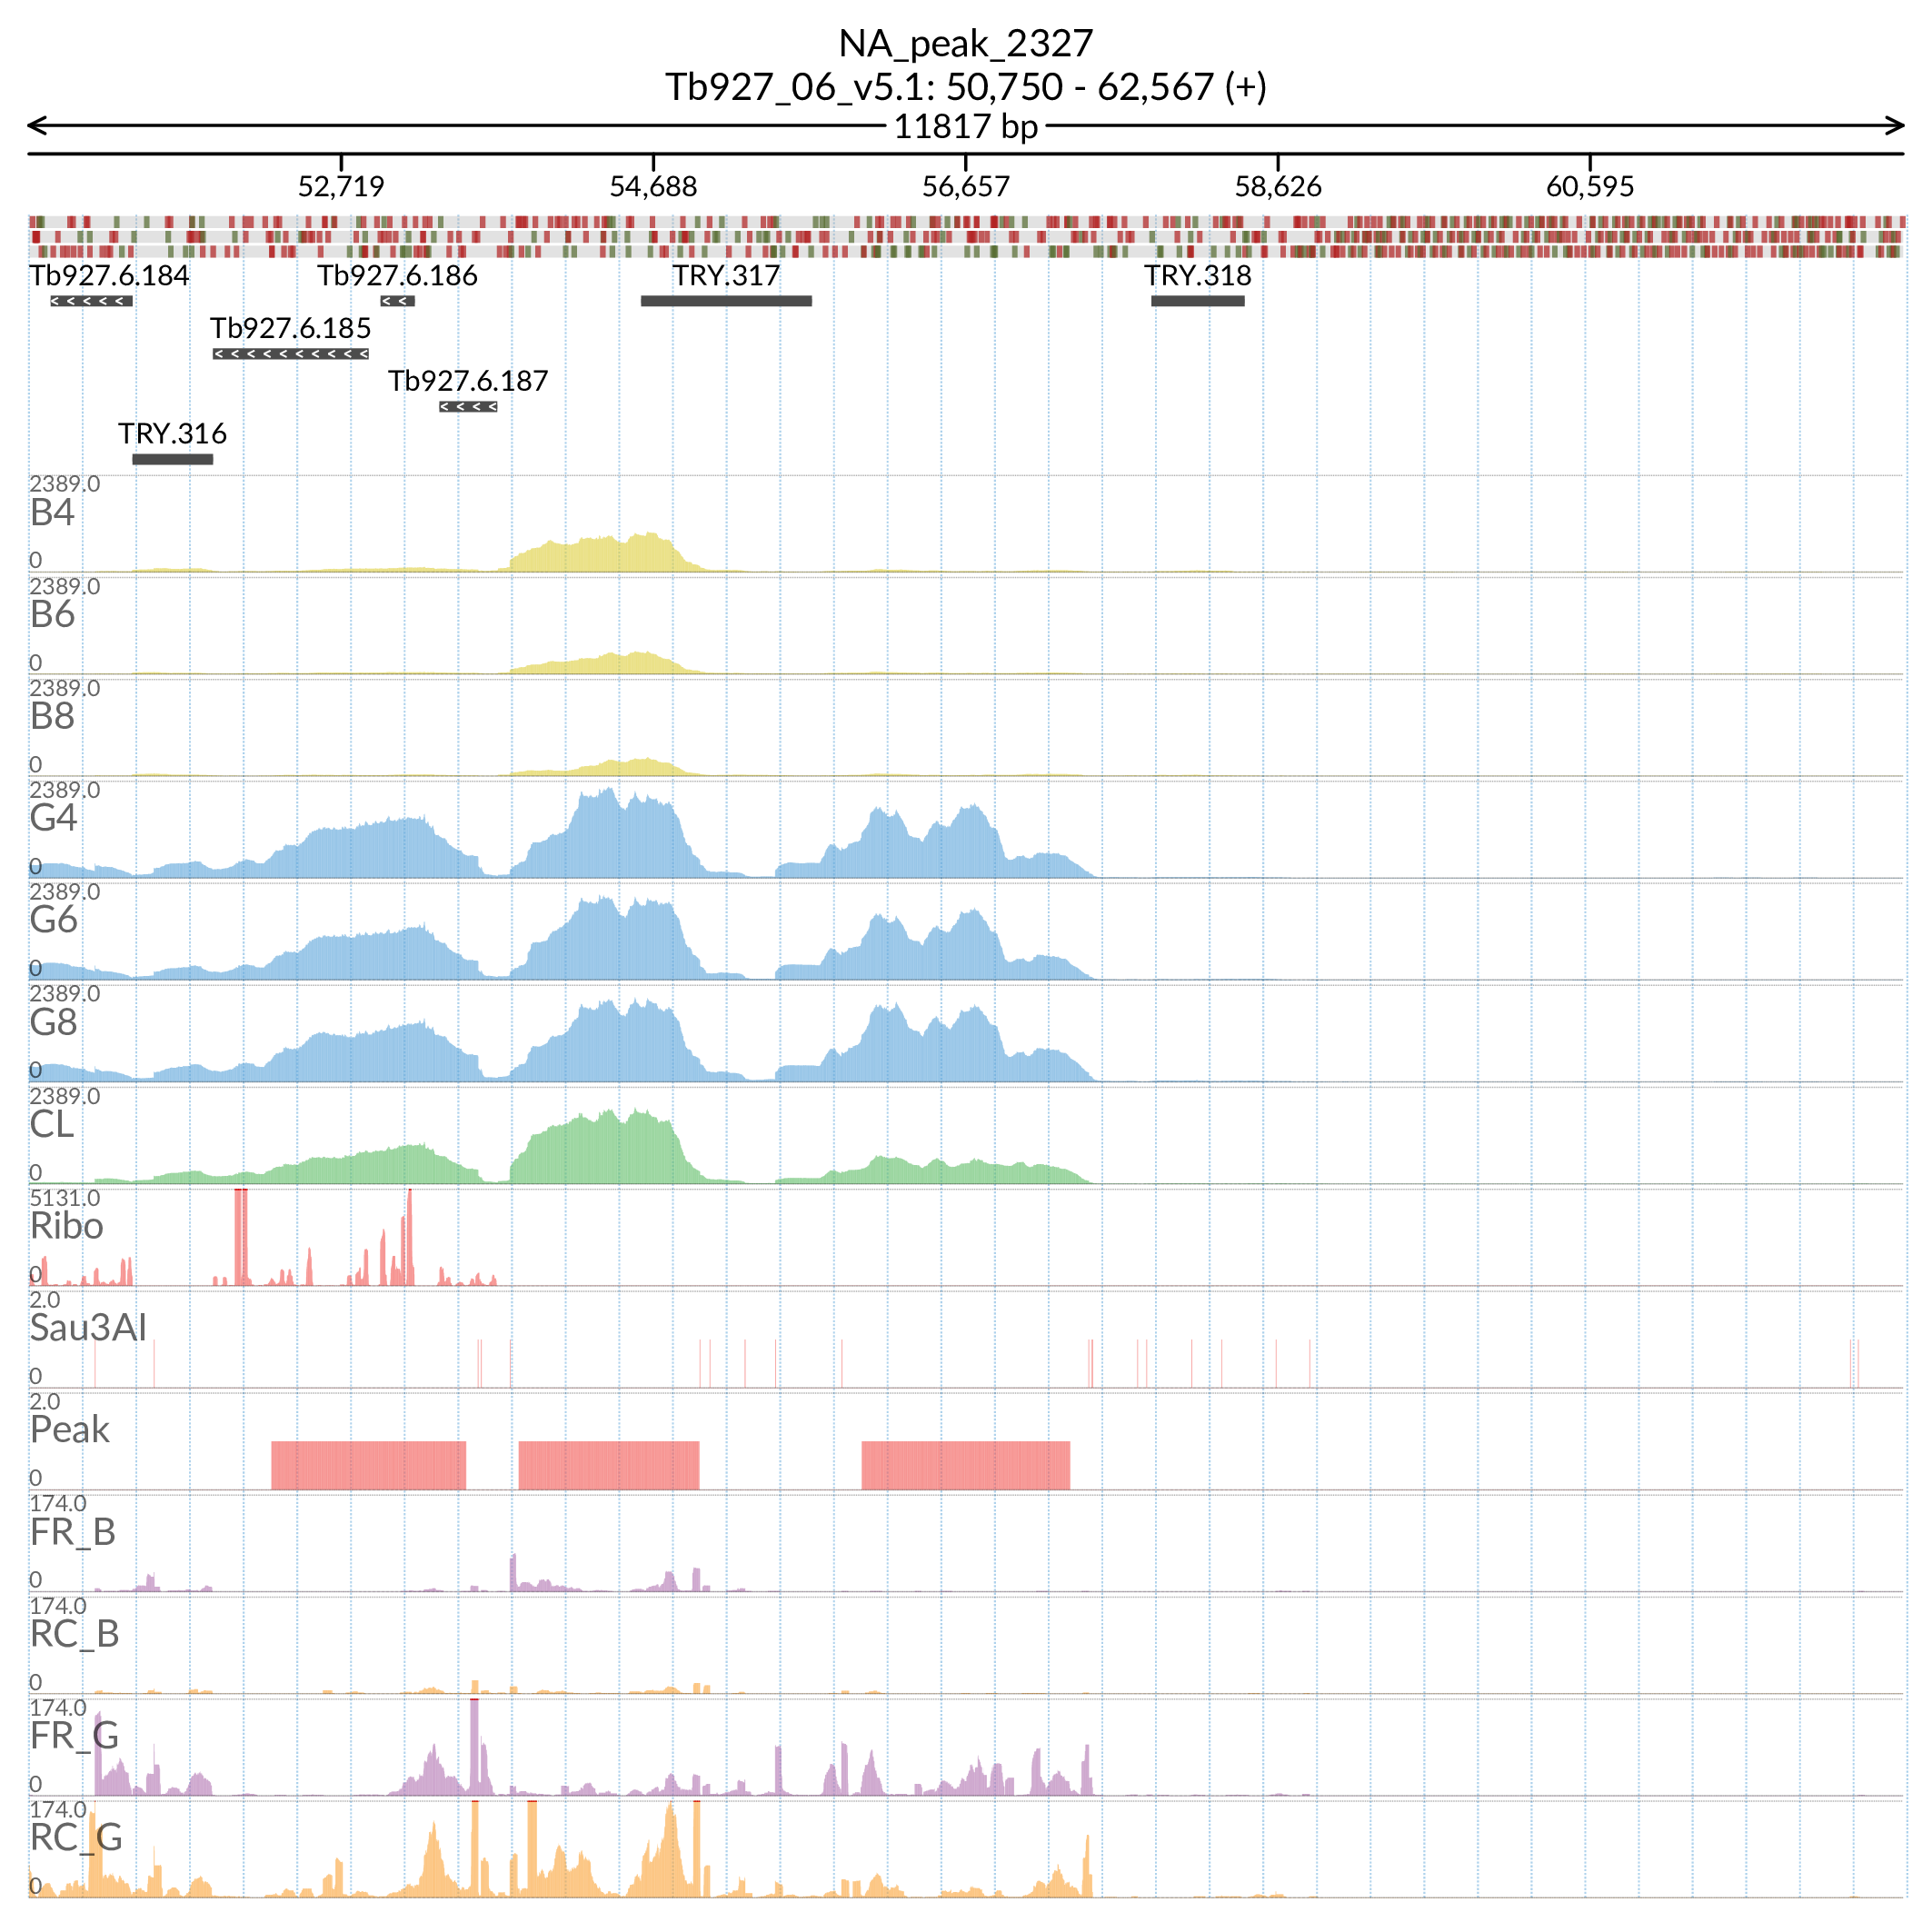 NA_peak_2327
Tb927_06_v5.1: 50,750 - 62,567 (+)
11817 bp
52,719 54,688 56,657 58,626 60,595
Tb927.6.184 Tb927.6.186 TRY.317 TRY.318
Tb927.6.185
Tb927.6.187
TRY.316
2389.0
B4
0
2389.0
B6
0
2389.0
B8
0
2389.0
G4
0
2389.0
G6
0
2389.0
G8
0
2389.0
CL
0
5131.0
Ribo
0
2.0
Sau3AI
0
2.0
Peak
0
174.0
FR_B
0
174.0
RC_B
0
174.0
FR_G
0
174.0
RC_G
0